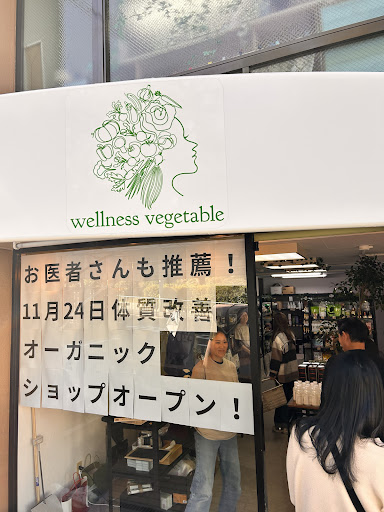 wellness vegetable
お医者さんも推薦！
11月24日体質改善
オーガニック
ショップオープン！